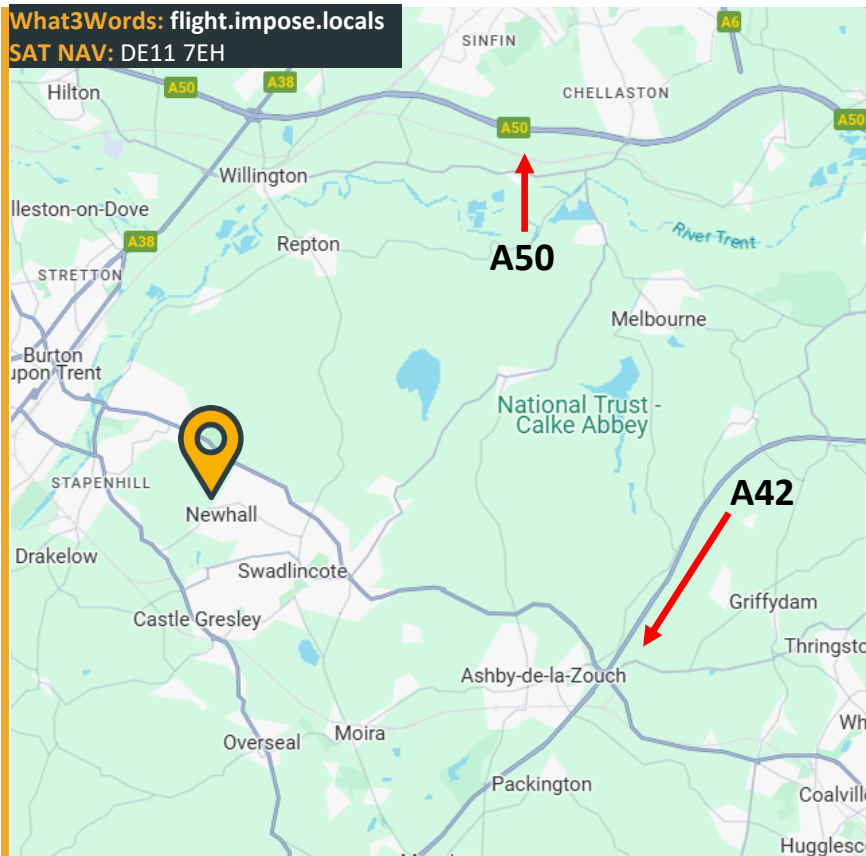 What3Words: flight.impose.locals
SAT NAV: DE11 7EH
SINFIN
A6
Hilton
A50
A38
CHELLASTON
A50
A50
Willington
lleston-on-Dove
A38
Repton
River Trent
A50
STRETTON
Melbourne
Burton
upon Trent
National Trust -
Calke Abbey
STAPENHILL
A42
Newhall
Drakelow
Swadlincote
Griffydam
Castle Gresley
Thringsto
Ashby-de-la-Zouch
Wh
Moira
Overseal
Packington
Coalville
Hugglesc